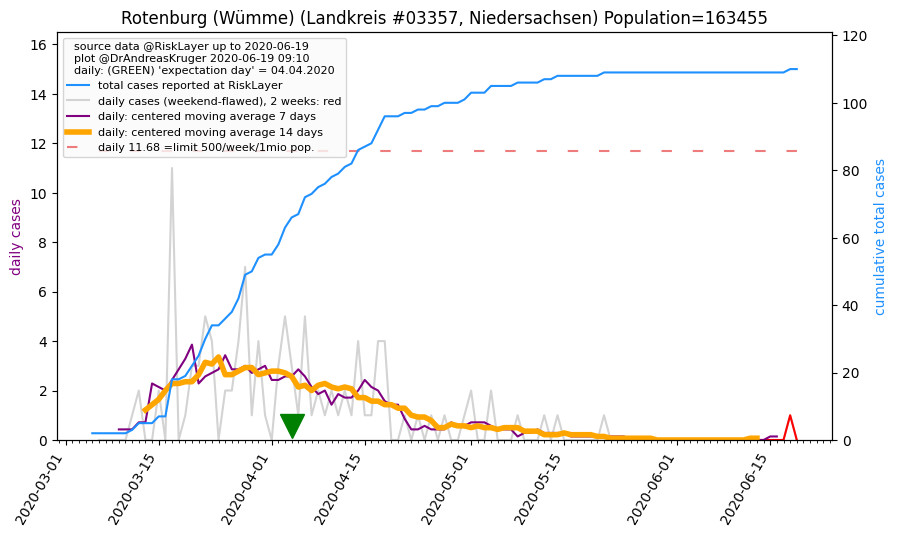 Rotenburg (Wümme) (Landkreis #03357, Niedersachsen) Population=163455
source data @RiskLayer up to 2020-06-19
plot @DrAndreasKruger 2020-06-19 09:10
daily: (GREEN) 'expectation day' = 04.04.2020
total cases reported at RiskLayer
daily cases (weekend-flawed), 2 weeks: red
daily: centered moving average 7 days
daily: centered moving average 14 days
daily 11.68 =limit 500/week/1mio pop.
daily cases
16
14
12
10
8
6
4
2
0
cumulative total cases
120
100
80
60
40
20
0
2020-03-01
2020-03-15
2020-04-01
2020-04-15
2020-05-01
2020-05-15
2020-06-01
2020-06-15